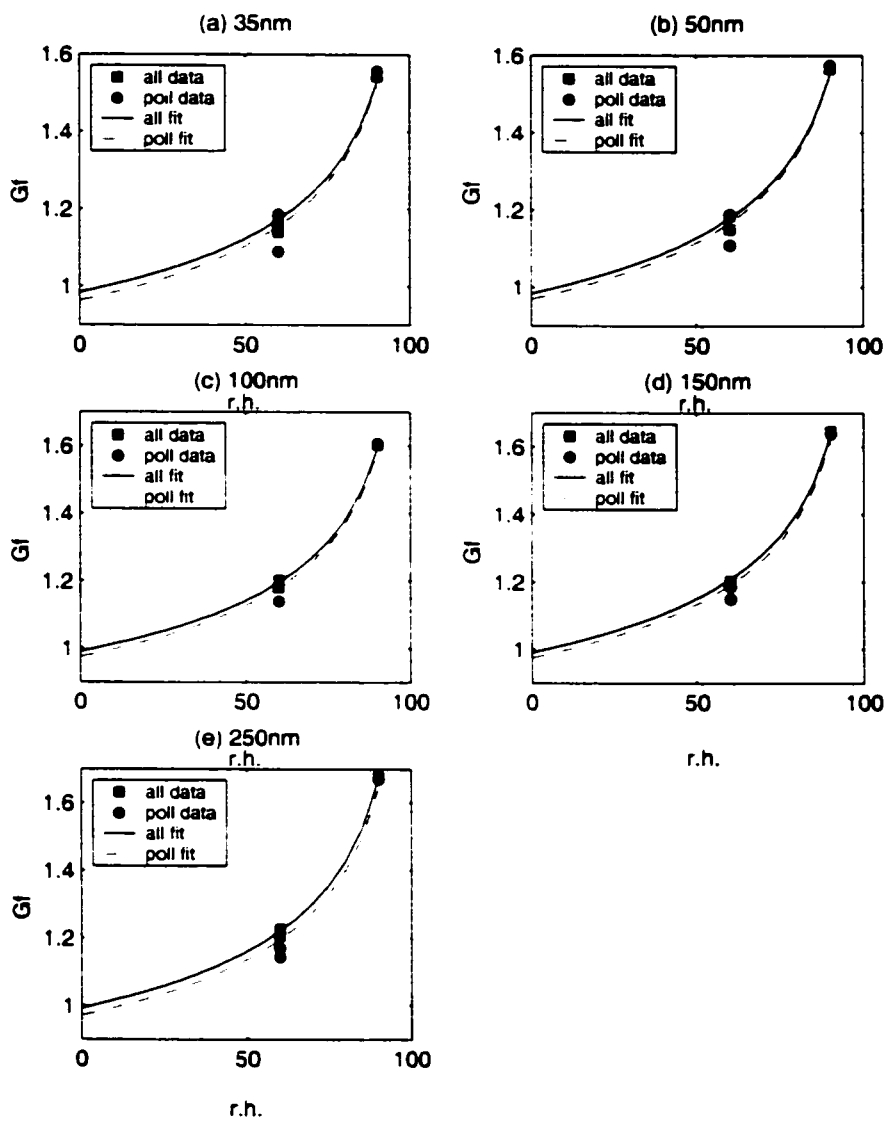 (a) 35nm
Gf
1.6
1.4
1.2
1
all data
poll data
all fit
poll fit
0
50
100
r.h.
(b) 50nm
Gf
1.6
1.4
1.2
1
all data
poll data
all fit
poll fit
0
50
100
r.h.
(c) 100nm
Gf
1.6
1.4
1.2
1
all data
poll data
all fit
poll fit
0
50
100
r.h.
(d) 150nm
Gf
1.6
1.4
1.2
1
all data
poll data
all fit
poll fit
0
50
100
r.h.
(e) 250nm
Gf
1.6
1.4
1.2
1
all data
poll data
all fit
poll fit
0
50
100
r.h.